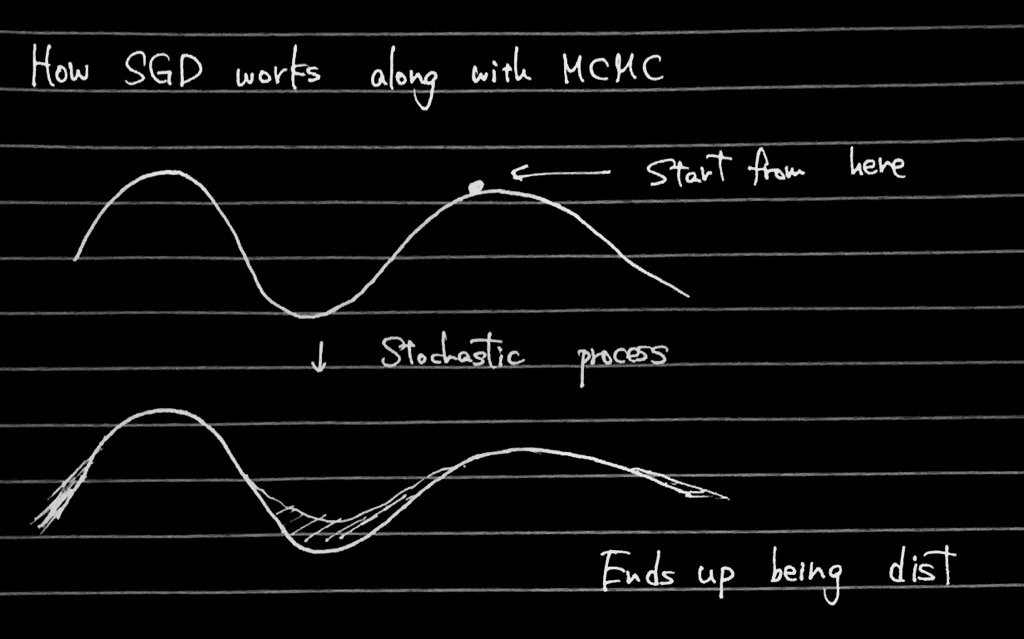 How SGD works along with MCMC
Start from here
Stochastic process
Ends up being dist